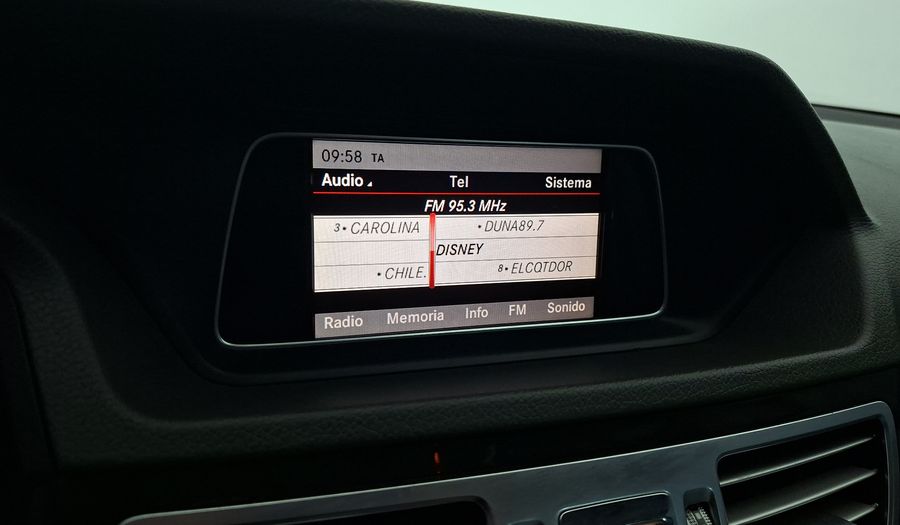 09:58 TA
Audio Tel Sistema
FM 95.3 MHz
3 • CAROLINA • DUNA89.7
DISNEY
• CHILE. 8 • ELCQTDOR
Radio Memoria Info FM Sonido